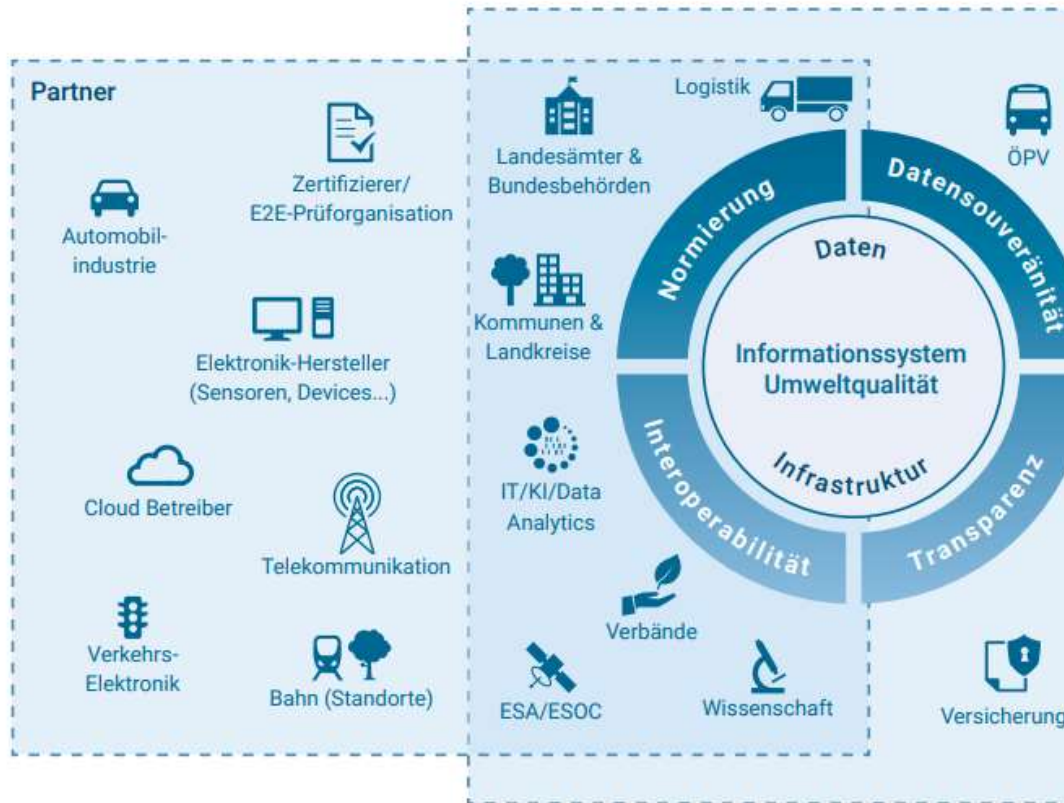 Partner
Zertifizierer/
E2E-Prüforganisation
Automobil-
industrie
Elektronik-Hersteller
(Sensoren, Devices...)
Cloud Betreiber
Telekommunikation
Verkehrs-
Elektronik
Bahn (Standorte)
Landesämter &
Bundesbehörden
Logistik
Kommunen &
Landkreise
IT/KI/Data
Analytics
Verbände
ESA/ESOC
Wissenschaft
Normierung
Datensouveränität
Daten
Informationssystem
Umweltqualität
Infrastruktur
Interoperabilität
Transparenz
ÖPV
Versicherung